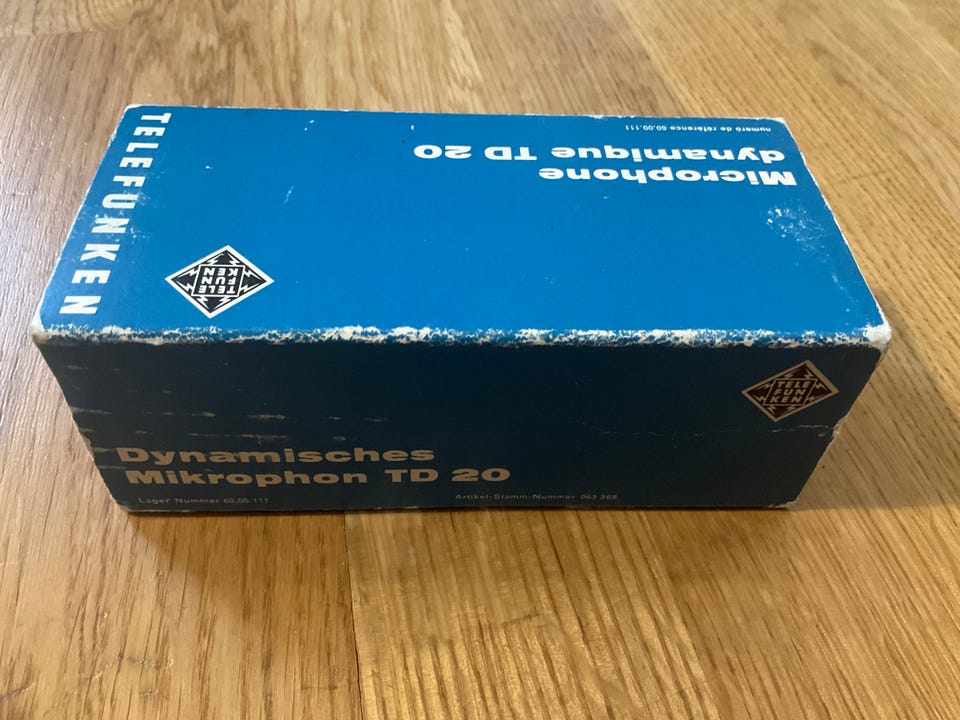 TELEFUNKEN
Microphone
dynamique TD 20
numéro de référence 60.00.111
TELE
FUN
KEN
TELE
FUN
KEN
Dynamisches
Mikrophon TD 20
Lager Nummer 60.00.111
Artikel-Stamm-Nummer 063 365